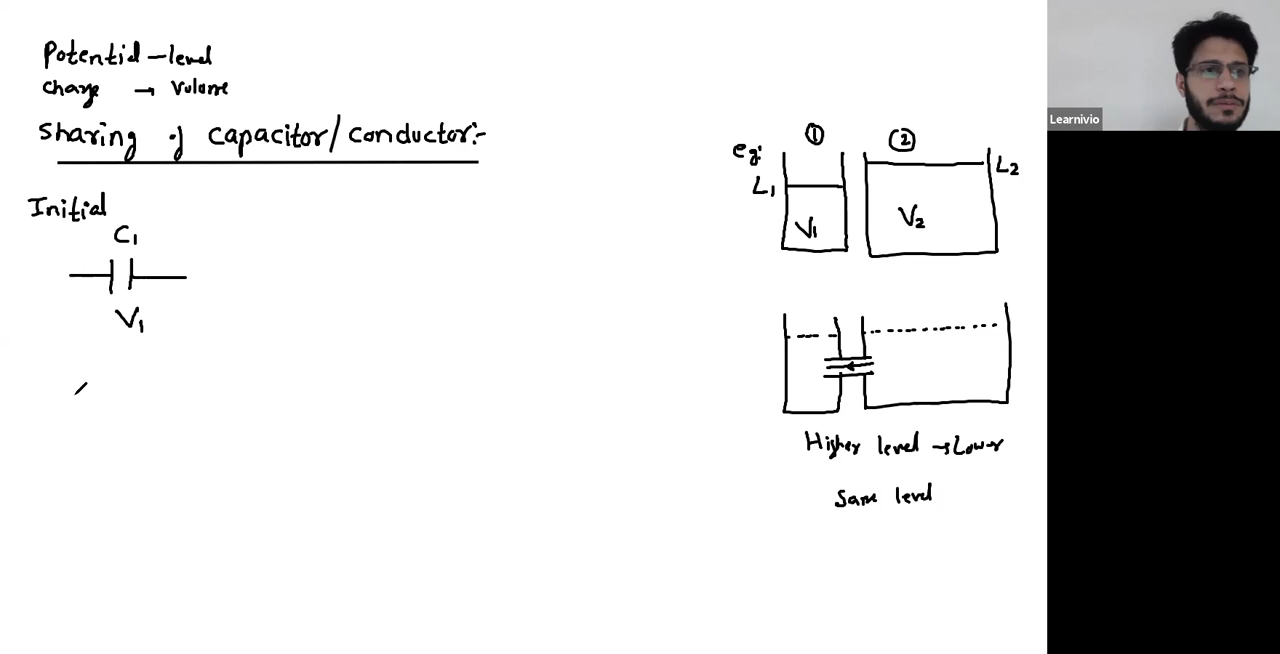 Potential - level
Charge → Volume
Sharing of capacitor/conductor:-
Initial
C1
V1
eg:
① ②
L1 L2
V1 V2
Higher level → Lower
Same level
Learnivio